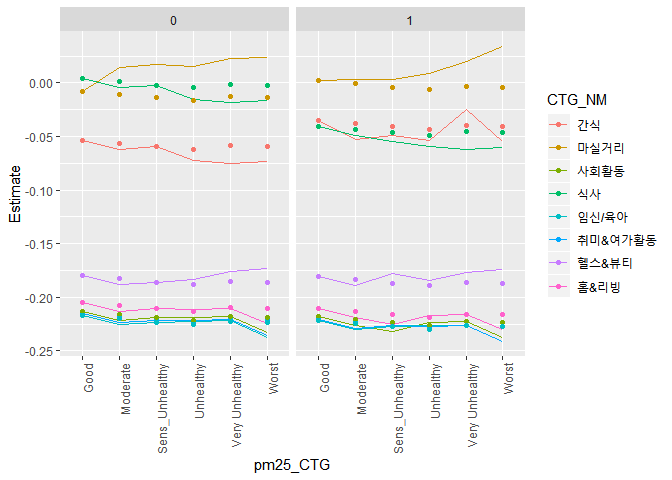 0 1
0.00
-0.05
-0.10
-0.15
-0.20
-0.25
Estimate
Good Moderate Sens_Unhealthy Unhealthy Very Unhealthy Worst Good Moderate Sens_Unhealthy Unhealthy Very Unhealthy Worst
pm25_CTG
CTG_NM
간식
마실거리
사회활동
식사
임신/육아
취미&여가활동
헬스&뷰티
홈&리빙